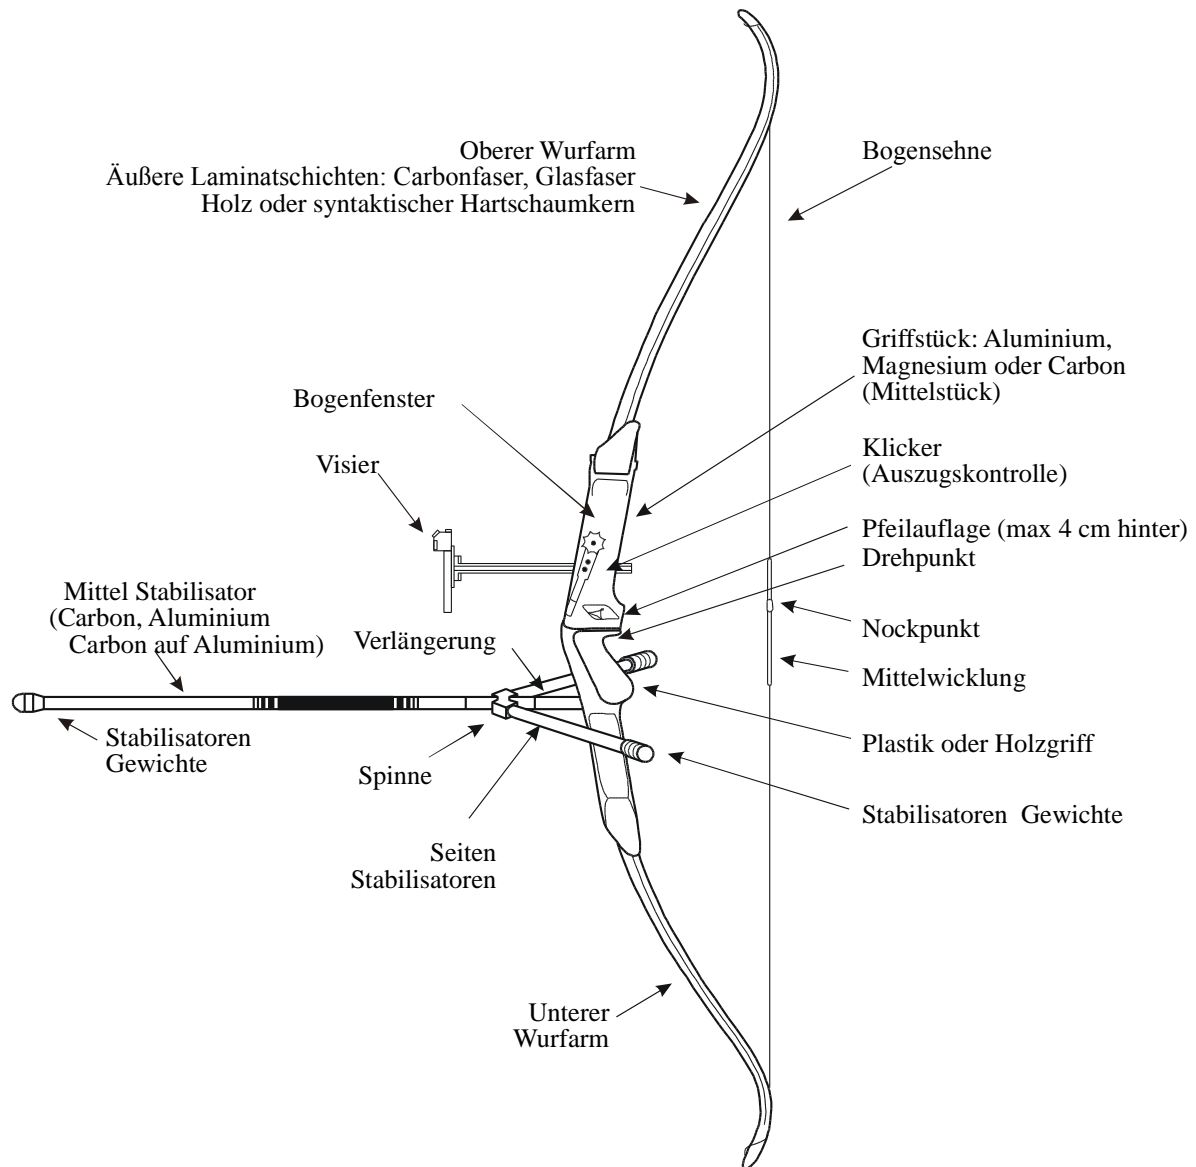 Oberer Wurfarm
Äußere Laminatschichten: Carbonfaser, Glasfaser
Holz oder syntaktischer Hartschaumkern
Bogensehne
Griffstück: Aluminium,
Magnesium oder Carbon
(Mittelstück)
Bogenfenster
Klicker
(Auszugskontrolle)
Visier
Pfeilauflage (max 4 cm hinter)
Drehpunkt
Mittel Stabilisator
(Carbon, Aluminium
Carbon auf Aluminium)
Verlängerung
Nockpunkt
Mittelwicklung
Stabilisatoren
Gewichte
Spinne
Plastik oder Holzgriff
Stabilisatoren  Gewichte
Seiten
Stabilisatoren
Unterer
Wurfarm